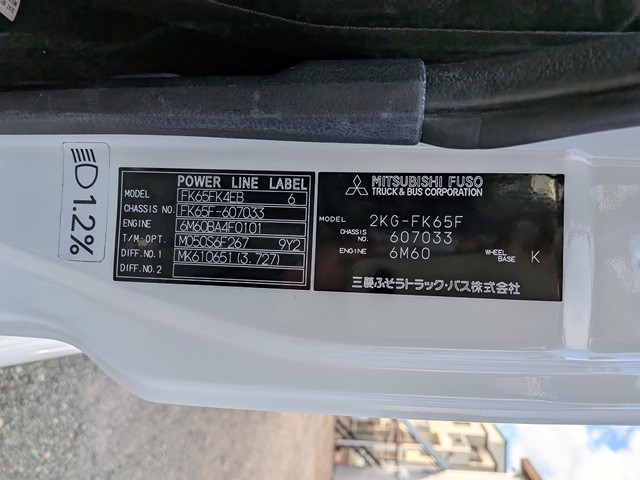 1.2%
POWER LINE LABEL
MODEL FK65FK4EB 6
CHASSIS NO. FK65F-607033
ENGINE 6M60BA4F0101
T/M-OPT. M050S6F267 9Y2
DIFF.NO.1 MK610651(3.727)
DIFF.NO.2
MITSUBISHI FUSO
TRUCK & BUS CORPORATION
MODEL 2KG-FK65F
CHASSIS NO. 607033
ENGINE 6M60 WHEEL BASE K
三菱ふそうトラック・バス株式会社